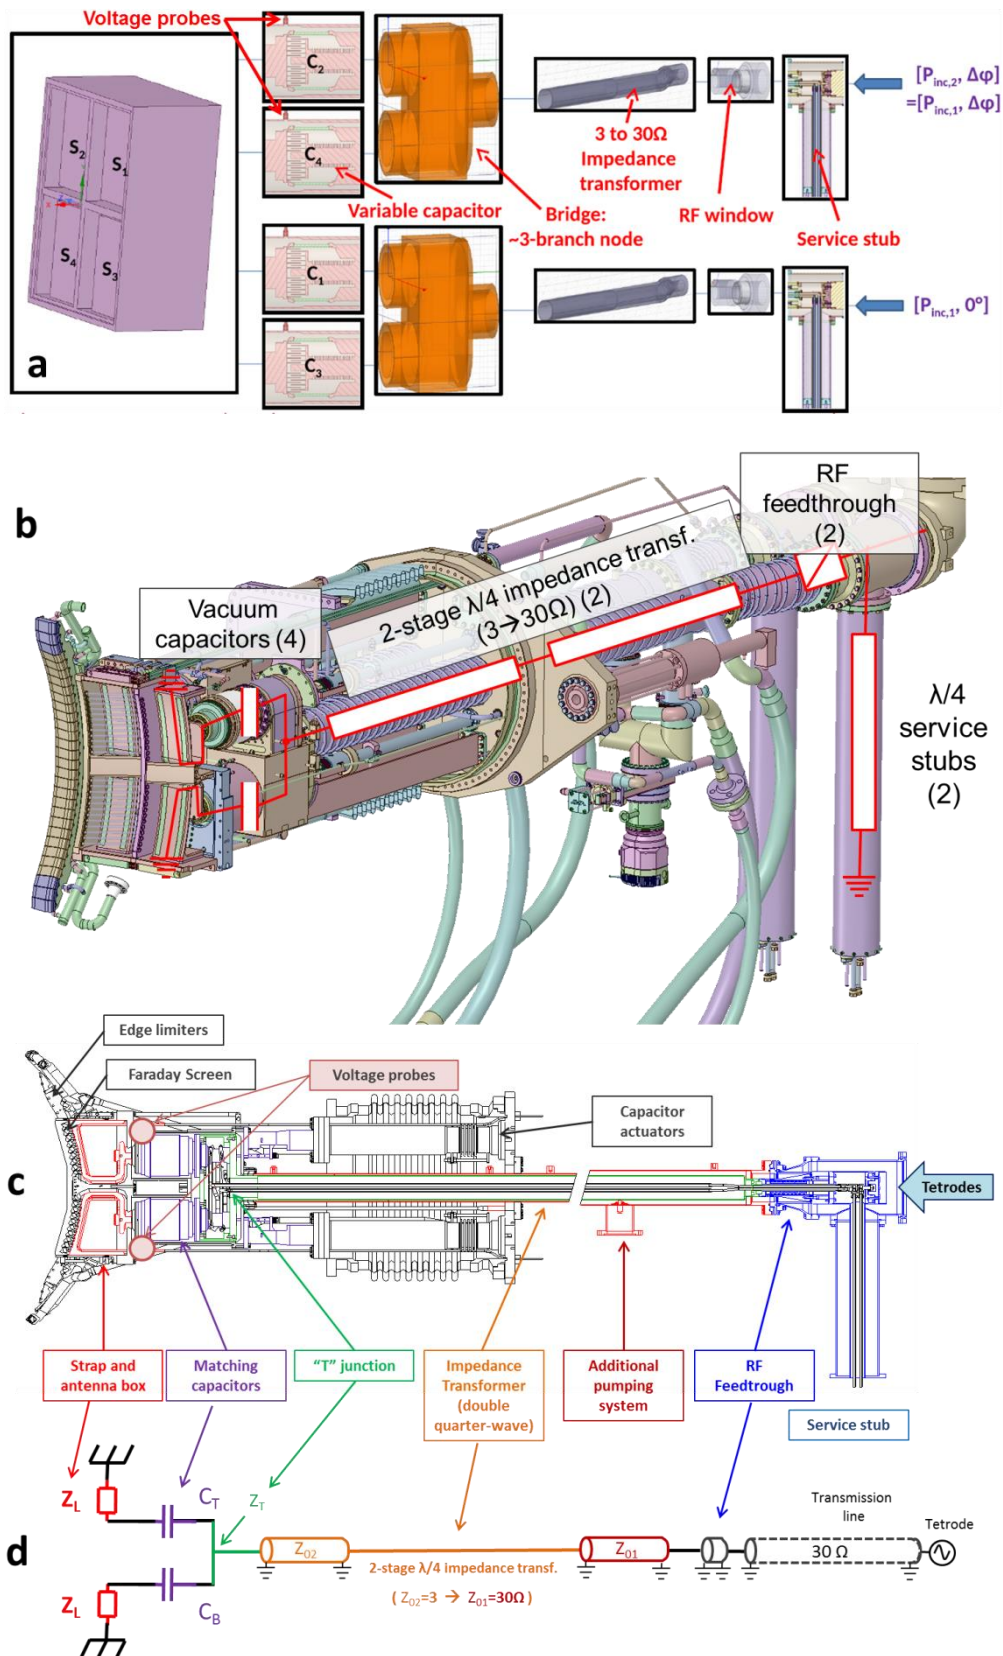 Voltage probes
C2
[Pinc,2, Δφ]
=[Pinc,1, Δφ]
S2
S1
C4
3 to 30Ω
Impedance
transformer
Variable capacitor
Bridge:
~3-branch node
RF window
Service stub
S4
S3
C1
[Pinc,1, 0°]
a
C3
b
RF
feedthrough
(2)
2-stage λ/4 impedance transf.
(3→30Ω) (2)
Vacuum
capacitors (4)
λ/4
service
stubs
(2)
Edge limiters
Faraday Screen
Voltage probes
Capacitor
actuators
c
Tetrodes
Strap and
antenna box
Matching
capacitors
"T" junction
Impedance
Transformer
(double
quarter-wave)
Additional
pumping
system
RF
Feedtrough
Service stub
ZL
CT
ZT
Transmission
line
Tetrode
d
Z02
Z01
30 Ω
2-stage λ/4 impedance transf.
( Z02=3 → Z01=30Ω )
ZL
CB